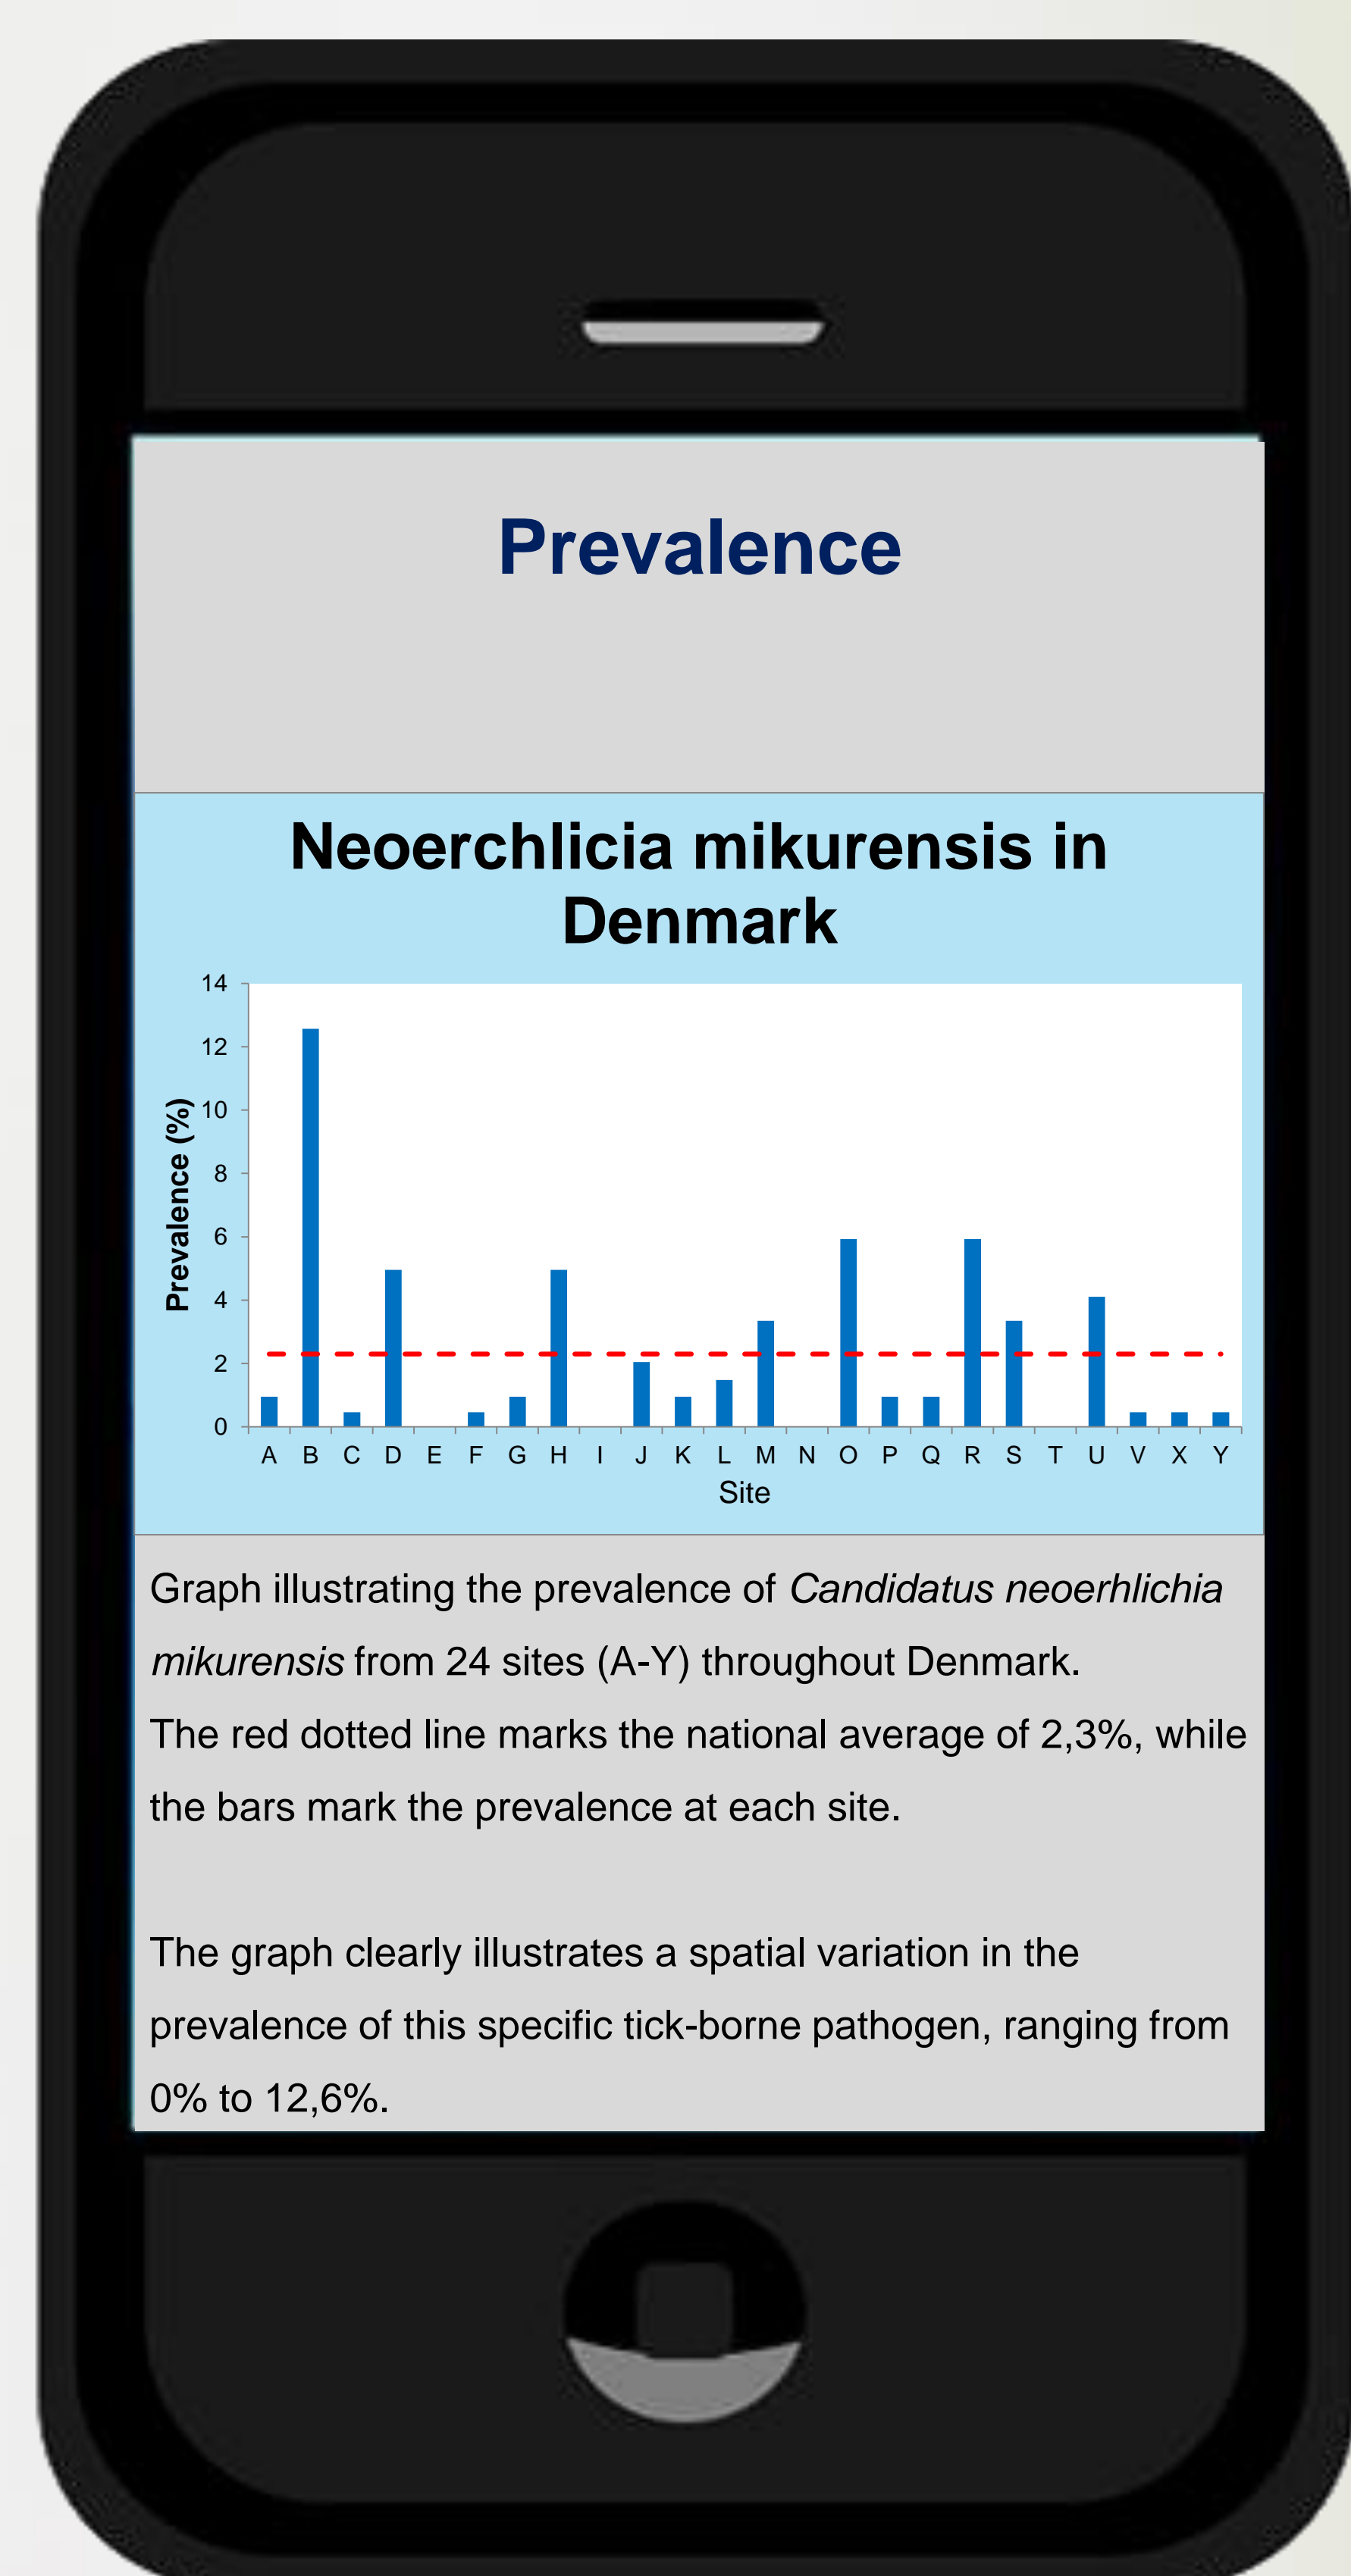 Prevalence
Neoerchlicia mikurensis in
Denmark
14
12
10
8
6
4
2
0
Prevalence (%)
A B C D E F G H I J K L M N O P Q R S T U V X Y
Site
Graph illustrating the prevalence of Candidatus neoerhlichia
mikurensis from 24 sites (A-Y) throughout Denmark.
The red dotted line marks the national average of 2,3%, while
the bars mark the prevalence at each site.
The graph clearly illustrates a spatial variation in the
prevalence of this specific tick-borne pathogen, ranging from
0% to 12,6%.